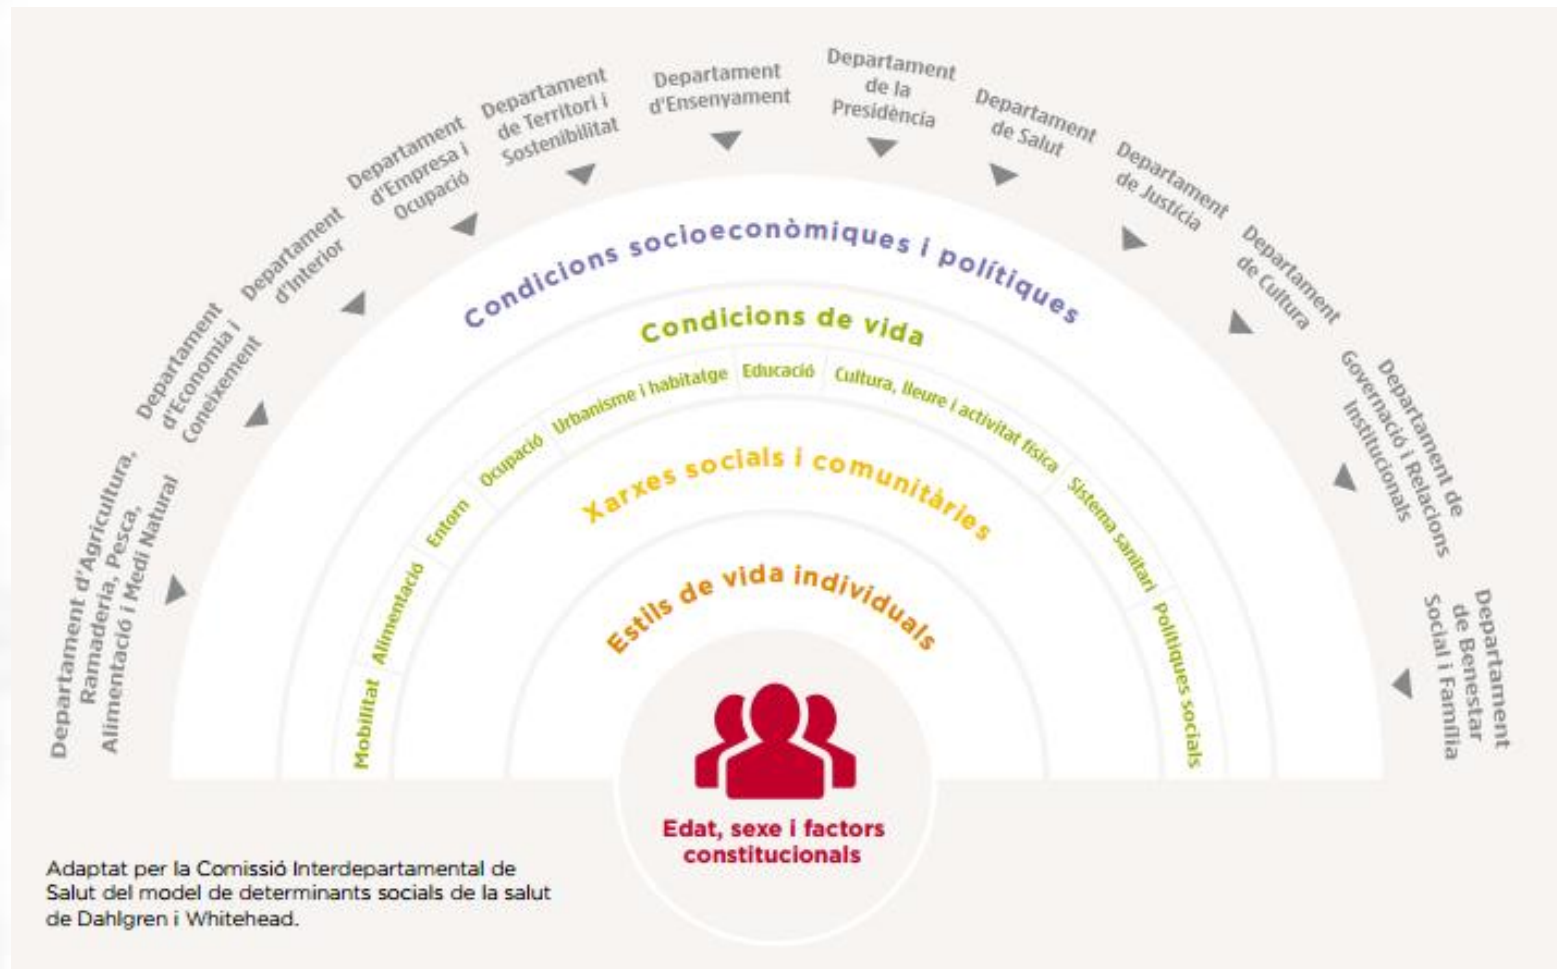 Departament d'Agricultura,
Ramaderia, Pesca,
Alimentació i Medi Natural
Departament
d'Economia i
Coneixement
Departament
d'Interior
Departament
d'Empresa i
Ocupació
Departament
de Territori i
Sostenibilitat
Departament
d'Ensenyament
Departament
de la
Presidència
Departament
de Salut
Departament
de Justícia
Departament
de Cultura
Departament de
Governació i Relacions
Institucionals
Departament
de Benestar
Social i Família
Condicions socioeconòmiques i polítiques
Condicions de vida
Mobilitat
Alimentació
Entorn
Ocupació
Urbanisme i habitatge
Educació
Cultura, lleure i activitat física
Sistema sanitari
Polítiques socials
Xarxes socials i comunitàries
Estils de vida individuals
Edat, sexe i factors
constitucionals
Adaptat per la Comissió Interdepartamental de
Salut del model de determinants socials de la salut
de Dahlgren i Whitehead.